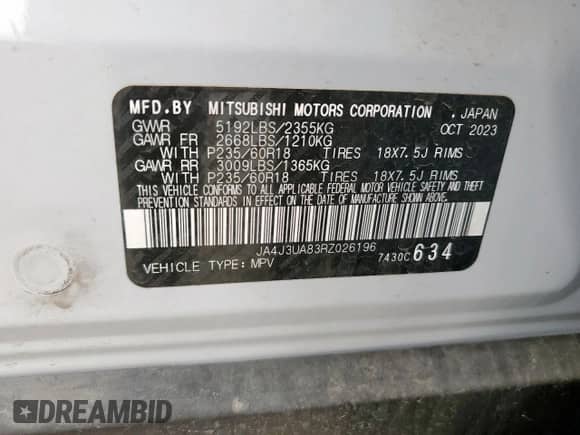 MFD.BY MITSUBISHI MOTORS CORPORATION . JAPAN
GVWR 5192LBS/2355KG OCT 2023
GAWR FR 2668LBS/1210KG
WITH P235/60R18 TIRES 18X7.5J RIMS
GAWR RR 3009LBS/1365KG
WITH P235/60R18 TIRES 18X7.5J RIMS
THIS VEHICLE CONFORMS TO ALL APPLICABLE FEDERAL MOTOR VEHICLE SAFETY AND THEFT
PREVENTION STANDARDS IN EFFECT ON THE DATE OF MANUFACTURE SHOWN ABOVE.
JA4J3UA83RZ026196
VEHICLE TYPE: MPV 7430C 634
DREAMBID